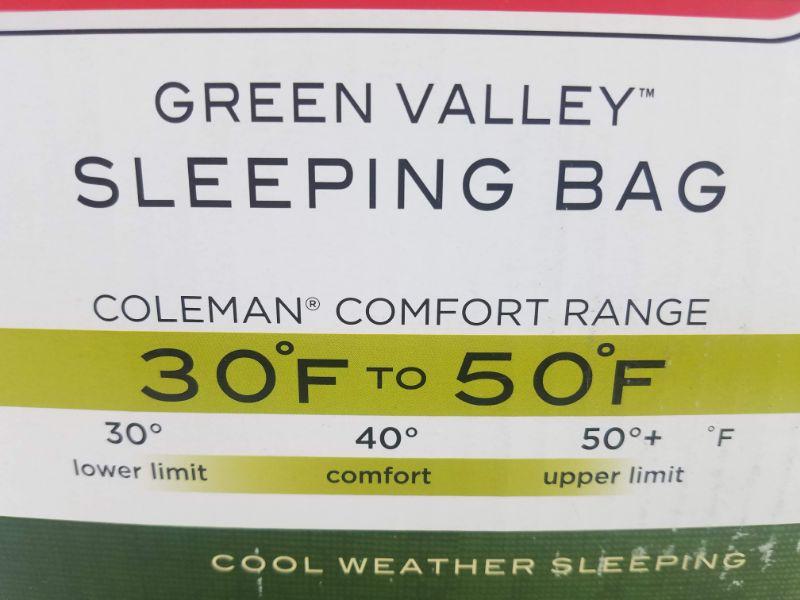 GREEN VALLEY™
SLEEPING BAG
COLEMAN® COMFORT RANGE
30°F TO 50°F
30° 40° 50°+ °F
lower limit comfort upper limit
COOL WEATHER SLEEPING